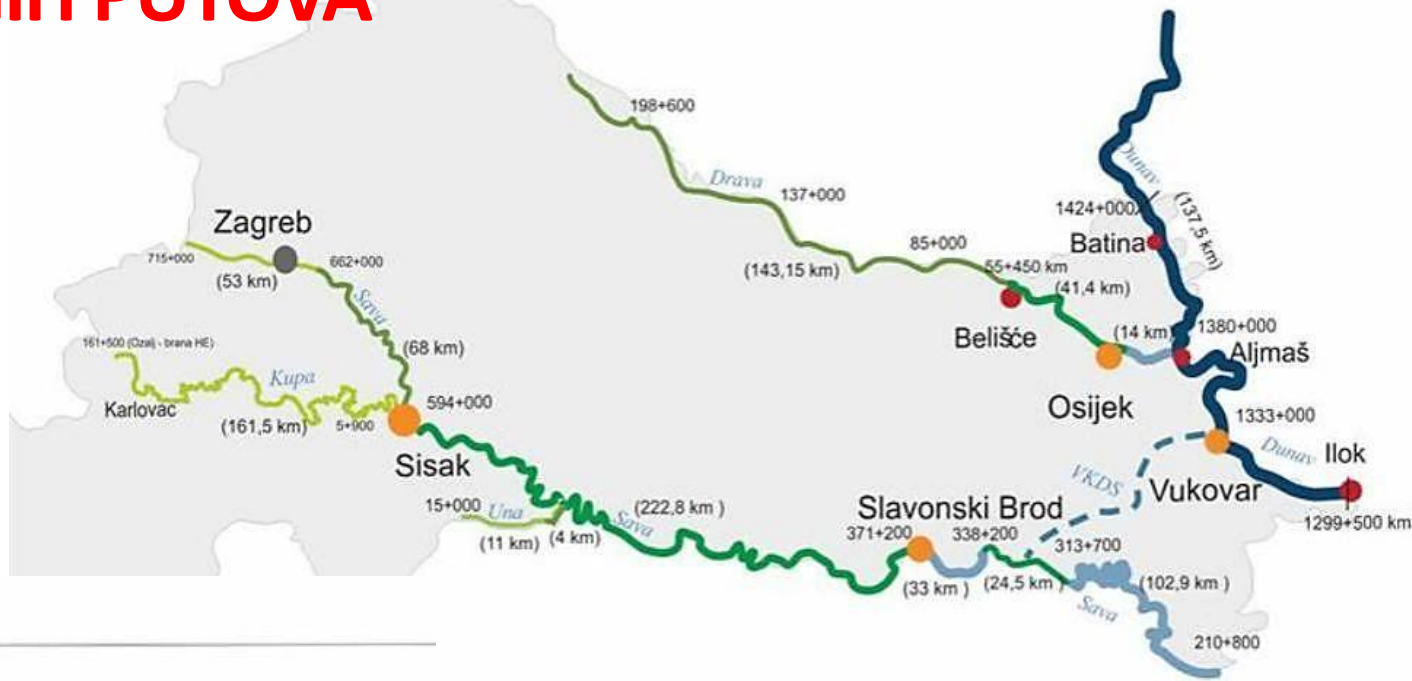 PUTOVA
198+600
Drava
137+000
85+000
55+450 km
(143,15 km)
(41,4 km)
Belišće
(14 km)
Osijek
Dunav
1424+000
(137,5 km)
Batina
1380+000
Aljmaš
1333+000
Dunav
Ilok
Vukovar
1299+500 km
VKDS
Zagreb
715+000
662+000
(53 km)
Sava
(68 km)
161+500 (Ozalj - brana HE)
Kupa
Karlovac
(161,5 km)
5+900
594+000
Sisak
15+000
Una
(11 km)
(4 km)
Sava
(222,8 km )
Slavonski Brod
371+200
338+200
313+700
(33 km )
(24,5 km )
(102,9 km )
Sava
210+800